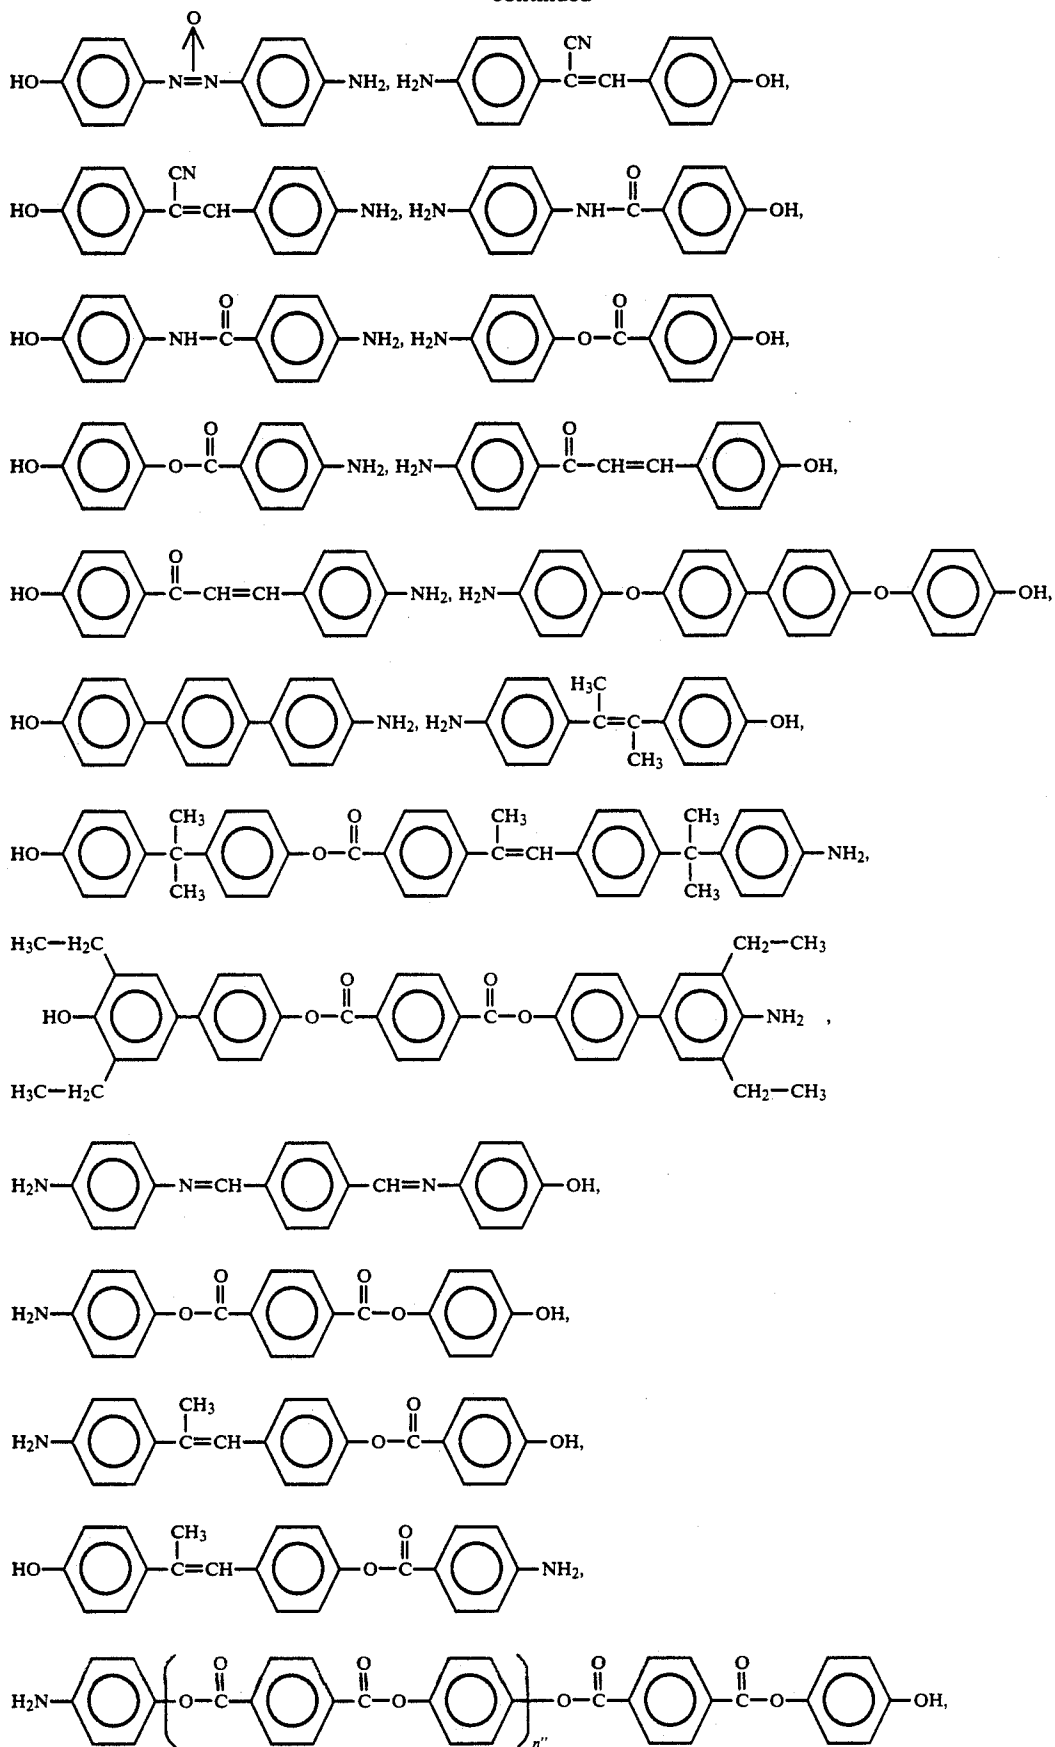 continued
O
HO N=N NH2, H2N C=CH OH,
CN
HO C=CH NH2, H2N NH—C OH,
CN O
HO NH—C NH2, H2N O—C OH,
O O
HO O—C NH2, H2N C—CH=CH OH,
O O
HO C—CH=CH NH2, H2N O O OH,
O
HO NH2, H2N C=C OH,
H3C
CH3
CH3 O CH3 CH3
HO C O—C C=CH C NH2,
CH3 CH3
H3C—H2C CH2—CH3
O O
HO O—C C—O NH2 ,
H3C—H2C CH2—CH3
H2N N=CH CH=N OH,
O O
H2N O—C C—O OH,
CH3 O
H2N C=CH O—C OH,
CH3 O
HO C=CH O—C NH2,
O O O O
H2N O—C C—O O—C C—O OH,
n''